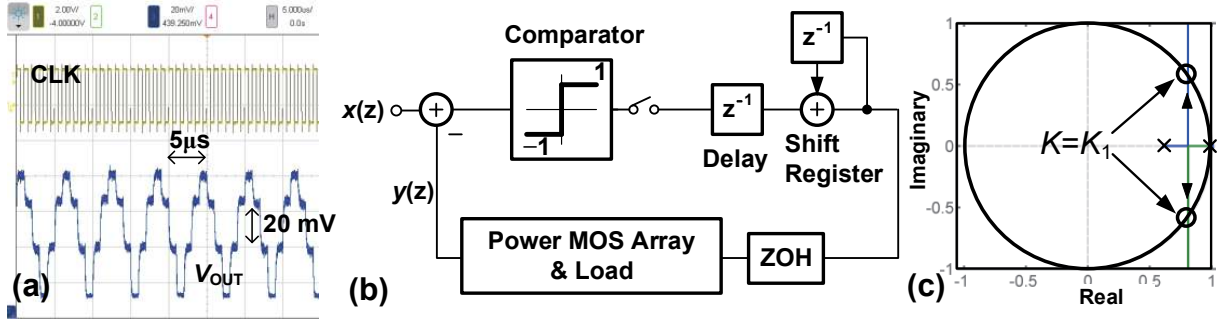 2.00V/
-4.00000V
2
20mV/
439.250mV
4
H
5.000us/
0.0s
CLK
5μs
20 mV
VOUT
(a)
Comparator
1
−1
x(z)
+
−
y(z)
z⁻¹
Delay
z⁻¹
+
Shift
Register
Power MOS Array
& Load
ZOH
(b)
Imaginary
1
0.5
0
-0.5
-1
K=K₁
-1
-0.5
0
0.5
1
Real
(c)